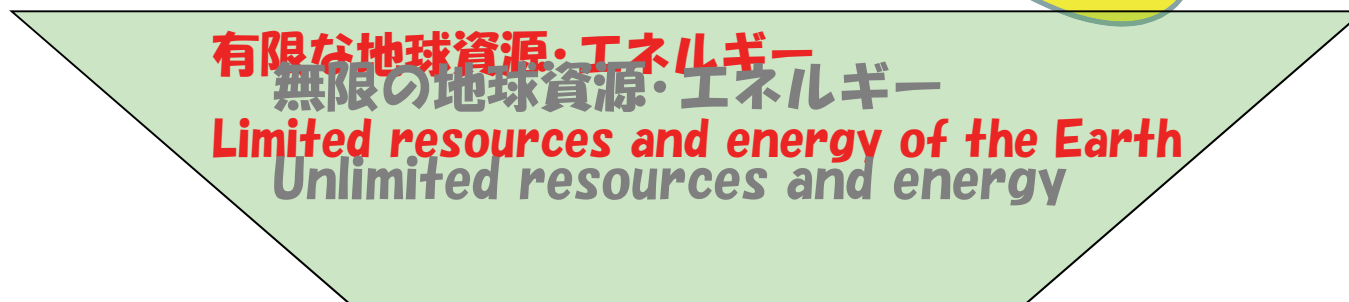 有限な地球資源・エネルギー
無限の地球資源・エネルギー
Limited resources and energy of the Earth
Unlimited resources and energy